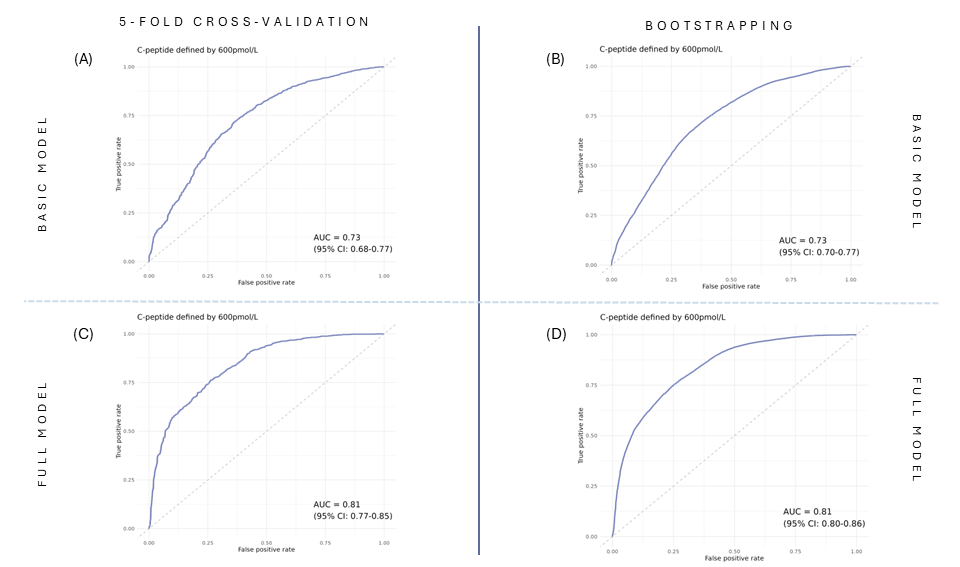 5-FOLD CROSS-VALIDATION
BOOTSTRAPPING
(A)
C-peptide defined by 600pmol/L
BASIC MODEL
True positive rate
1.00
0.75
0.50
0.25
0.00
AUC = 0.73
(95% CI: 0.68-0.77)
0.00 0.25 0.50 0.75 1.00
False positive rate
(B)
C-peptide defined by 600pmol/L
True positive rate
1.00
0.75
0.50
0.25
0.00
AUC = 0.73
(95% CI: 0.70-0.77)
0.00 0.25 0.50 0.75 1.00
False positive rate
BASIC MODEL
(C)
C-peptide defined by 600pmol/L
FULL MODEL
True positive rate
1.00
0.75
0.50
0.25
0.00
AUC = 0.81
(95% CI: 0.77-0.85)
0.00 0.25 0.50 0.75 1.00
False positive rate
(D)
C-peptide defined by 600pmol/L
True positive rate
1.00
0.75
0.50
0.25
0.00
AUC = 0.81
(95% CI: 0.80-0.86)
0.00 0.25 0.50 0.75 1.00
False positive rate
FULL MODEL